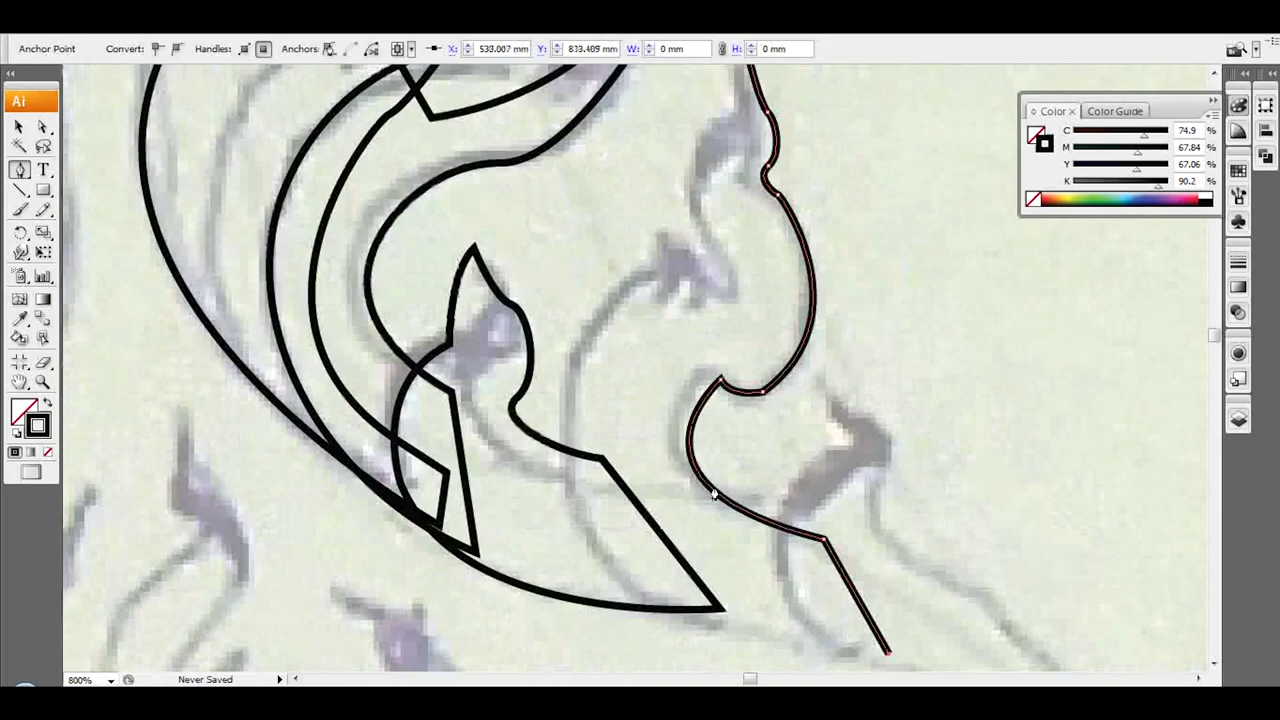 Anchor Point Convert: Handles: Anchors: X: 533.007 mm Y: 833.489 mm W: 0 mm H: 0 mm
Ai
Color × Color Guide
C 74.9 %
M 67.84 %
Y 67.06 %
K 90.2 %
T
800% Never Saved